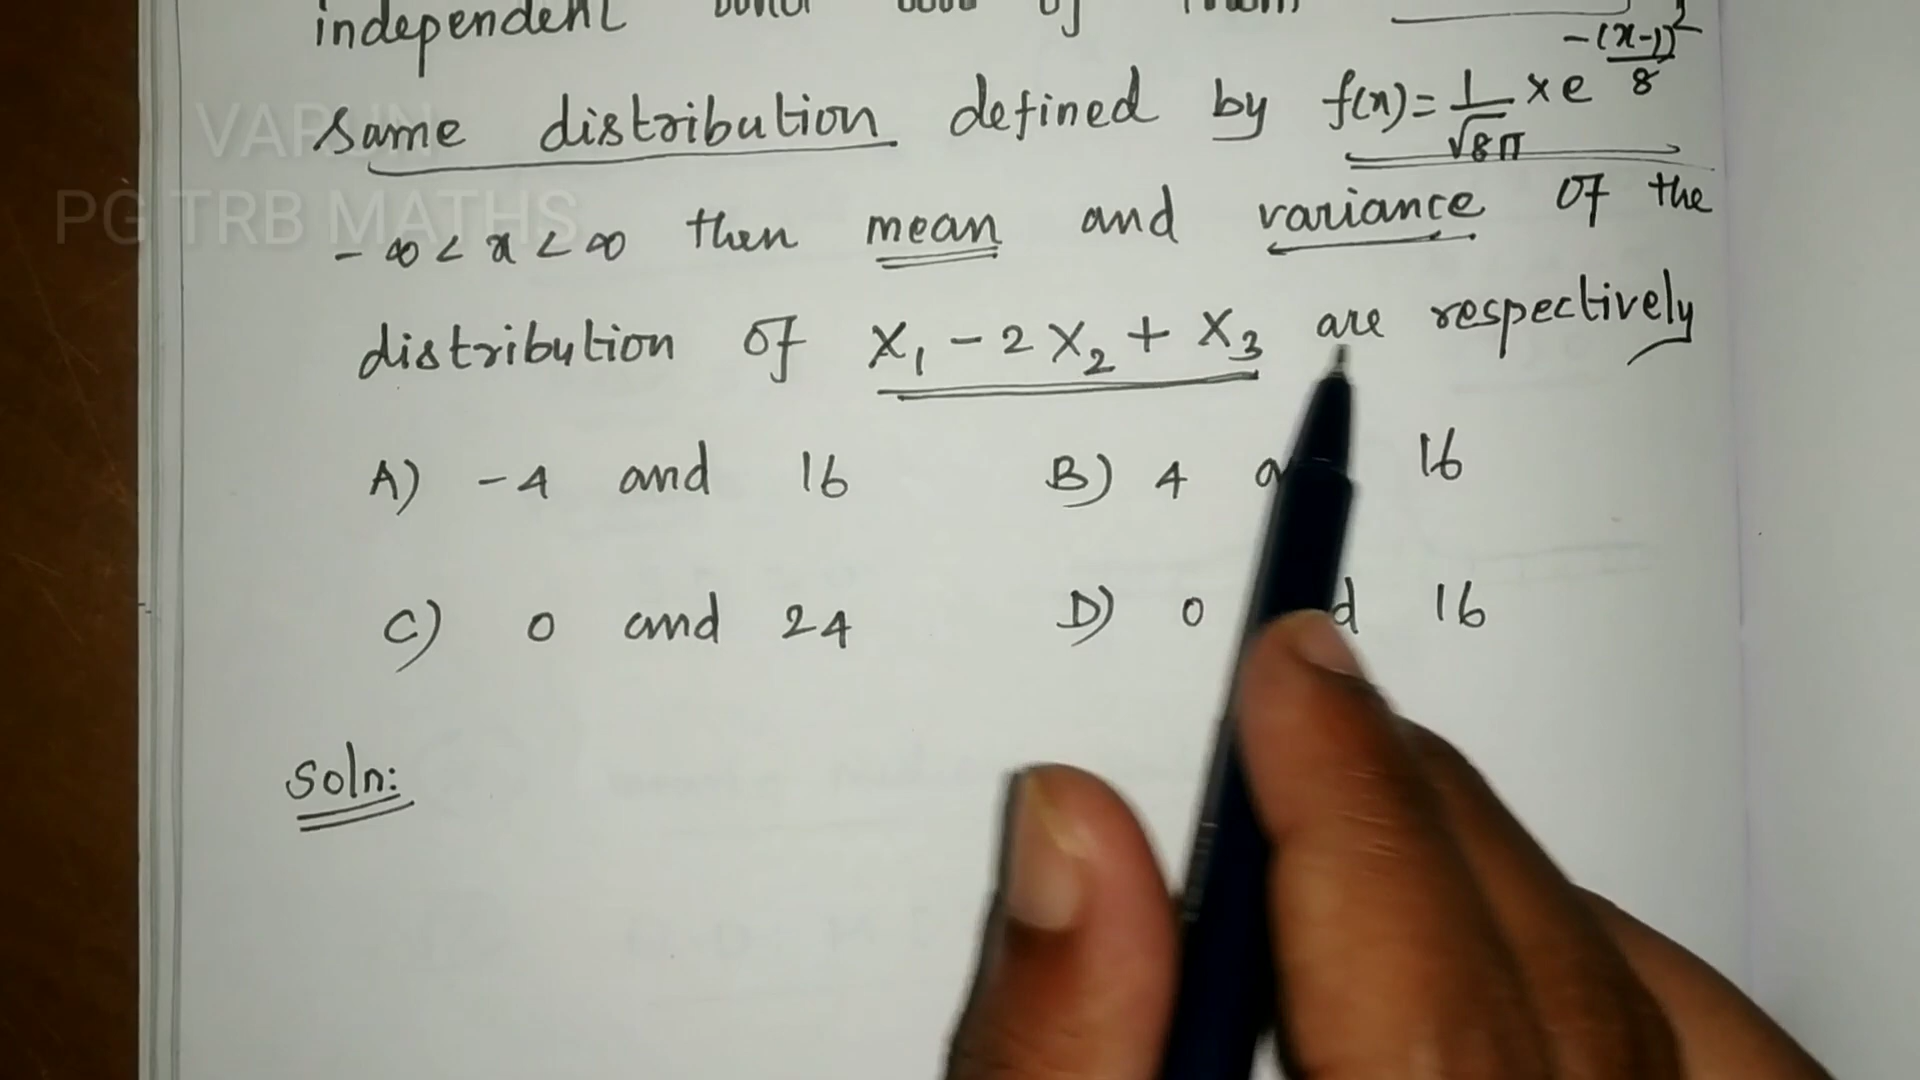 independent
-(x-1)²
same distribution defined by f(x)= 1/√8π × e 8
VARUN
PG TRB MATHS
-∞ < x < ∞ then mean and variance of the
distribution of X₁ - 2X₂ + X₃ are respectively
A) -4 and 16 B) 4 16
C) 0 and 24 D) 0 16
Soln: